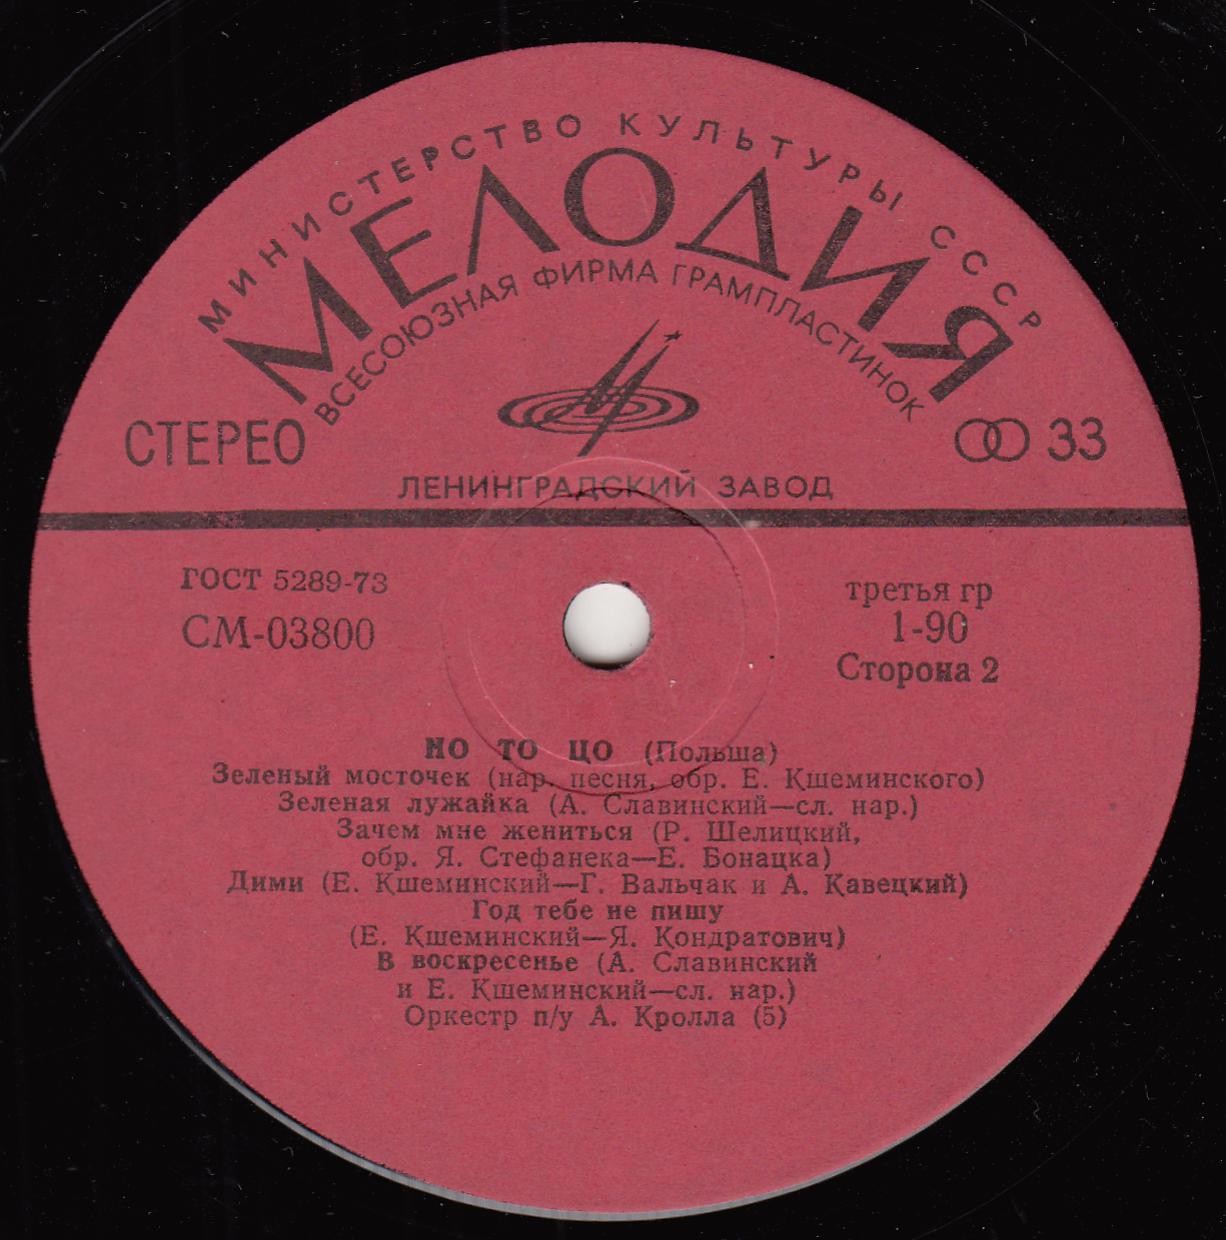 МИНИСТЕРСТВО КУЛЬТУРЫ СССР
МЕЛОДИЯ
ВСЕСОЮЗНАЯ ФИРМА ГРАМПЛАСТИНОК
СТЕРЕО 33
ЛЕНИНГРАДСКИЙ ЗАВОД
ГОСТ 5289-73
СМ-03800
третья гр
1-90
Сторона 2
НО ТО ЦО (Польша)
Зеленый мосточек (нар. песня, обр. Е. Кшеминского)
Зеленая лужайка (А. Славинский—сл. нар.)
Зачем мне жениться (Р. Шелицкий,
обр. Я. Стефанека—Е. Бонацка)
Дими (Е. Кшеминский—Г. Вальчак и А. Кавецкий)
Год тебе не пишу
(Е. Кшеминский—Я. Кондратович)
В воскресенье (А. Славинский
и Е. Кшеминский—сл. нар.)
Оркестр п/у А. Кролла (5)